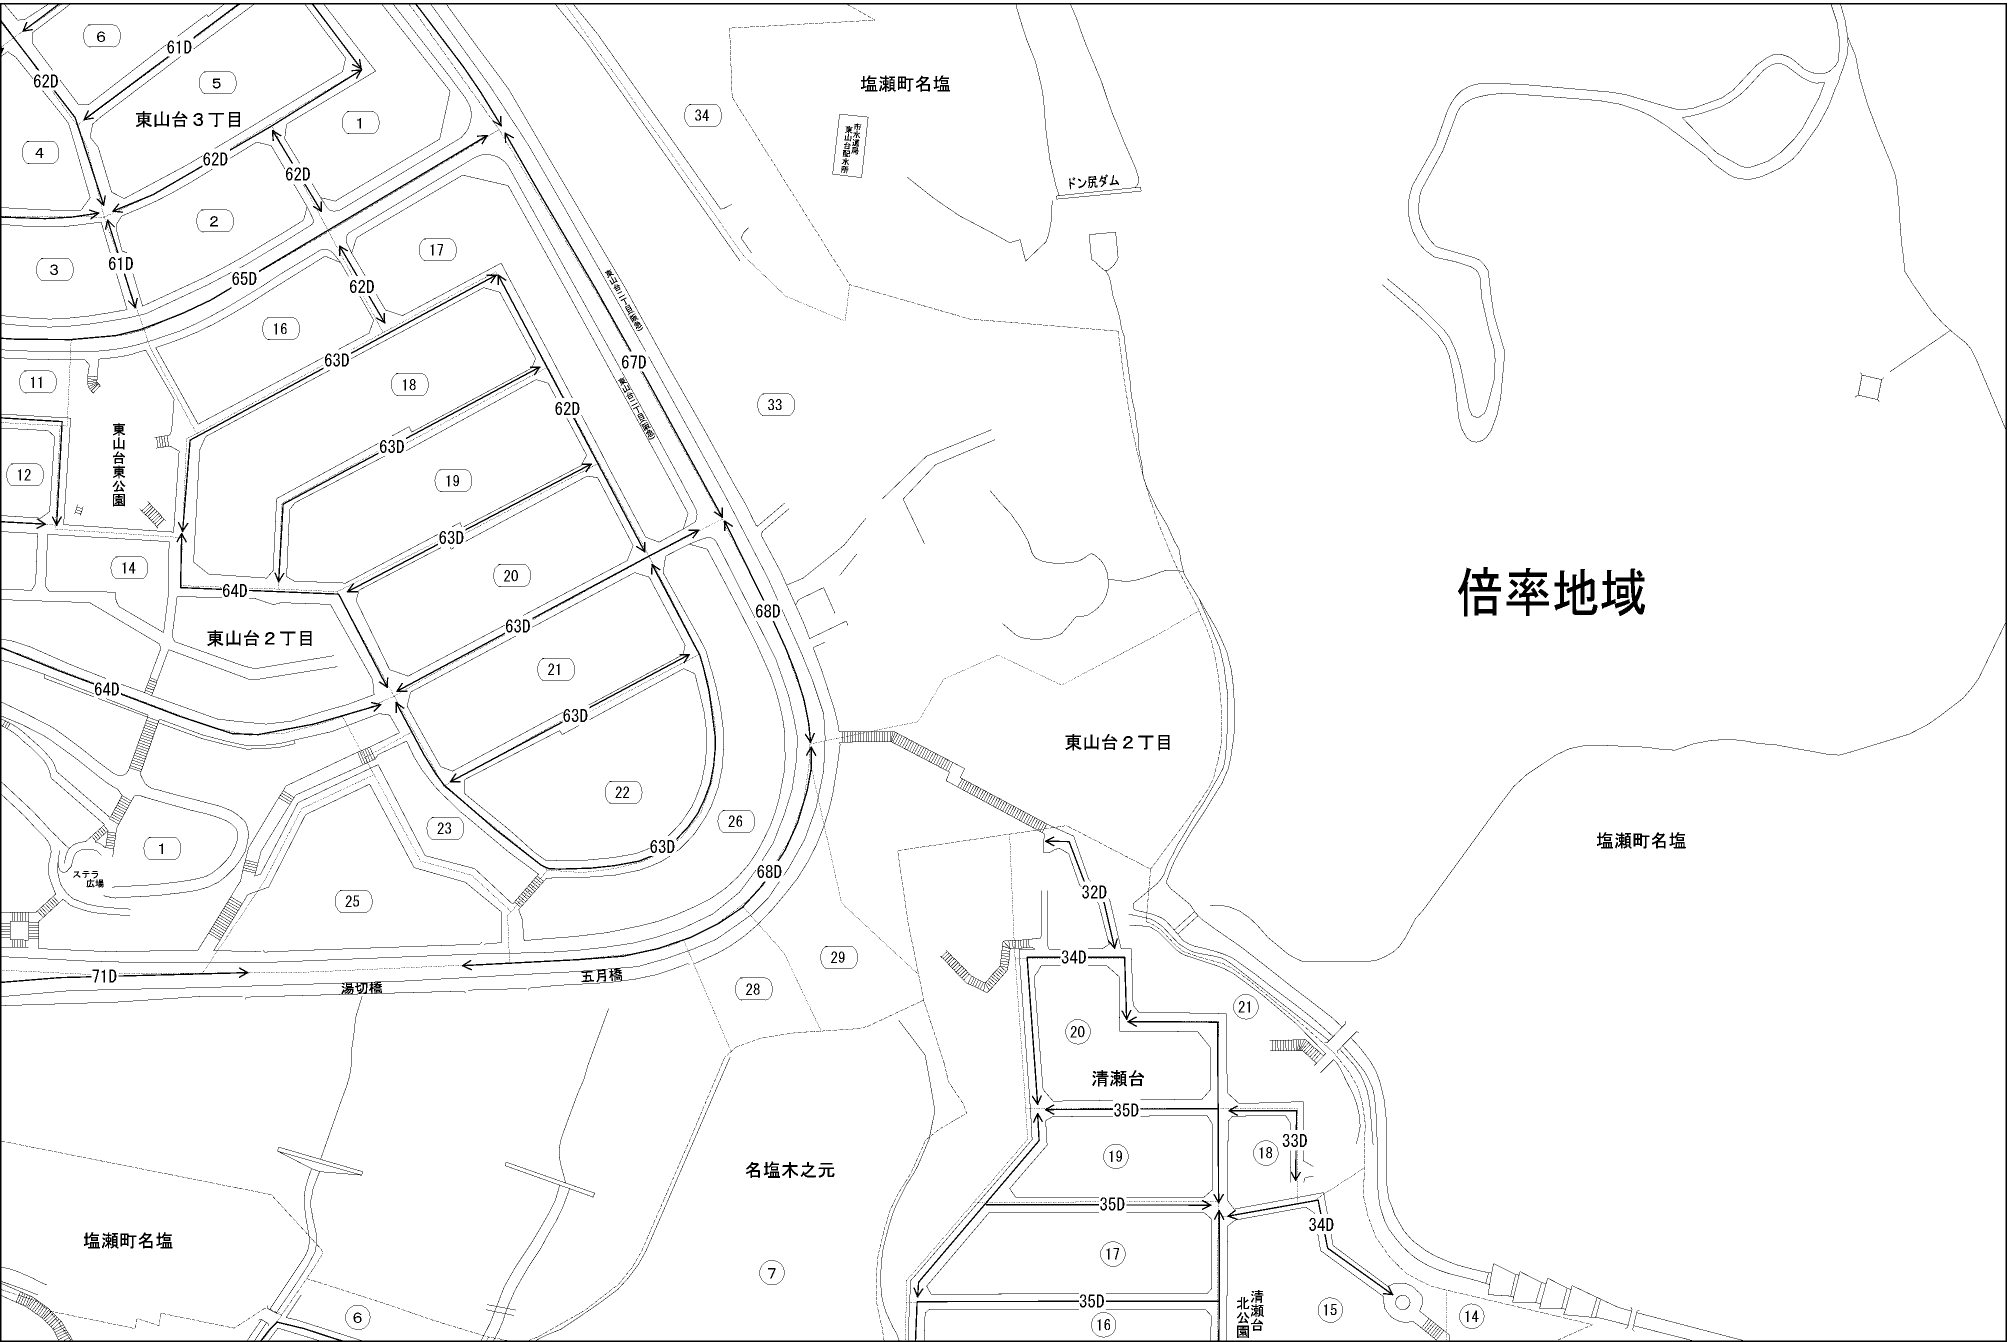 6
61D
5
62D
東山台3丁目
1
4
62D
62D
2
3
61D
65D
17
62D
16
63D
18
11
62D
63D
東山台東公園
12
19
63D
14
20
64D
63D
東山台2丁目
21
64D
63D
22
23
63D
26
1
ステラ
広場
25
68D
68D
67D
71D
湯切橋
五月橋
34
塩瀬町名塩
市水道局
東山台配水所
ドン尻ダム
33
倍率地域
東山台2丁目
塩瀬町名塩
32D
34D
29
28
21
20
清瀬台
35D
33D
19
18
35D
34D
17
35D
16
清瀬台
北公園
15
14
名塩木之元
7
塩瀬町名塩
6